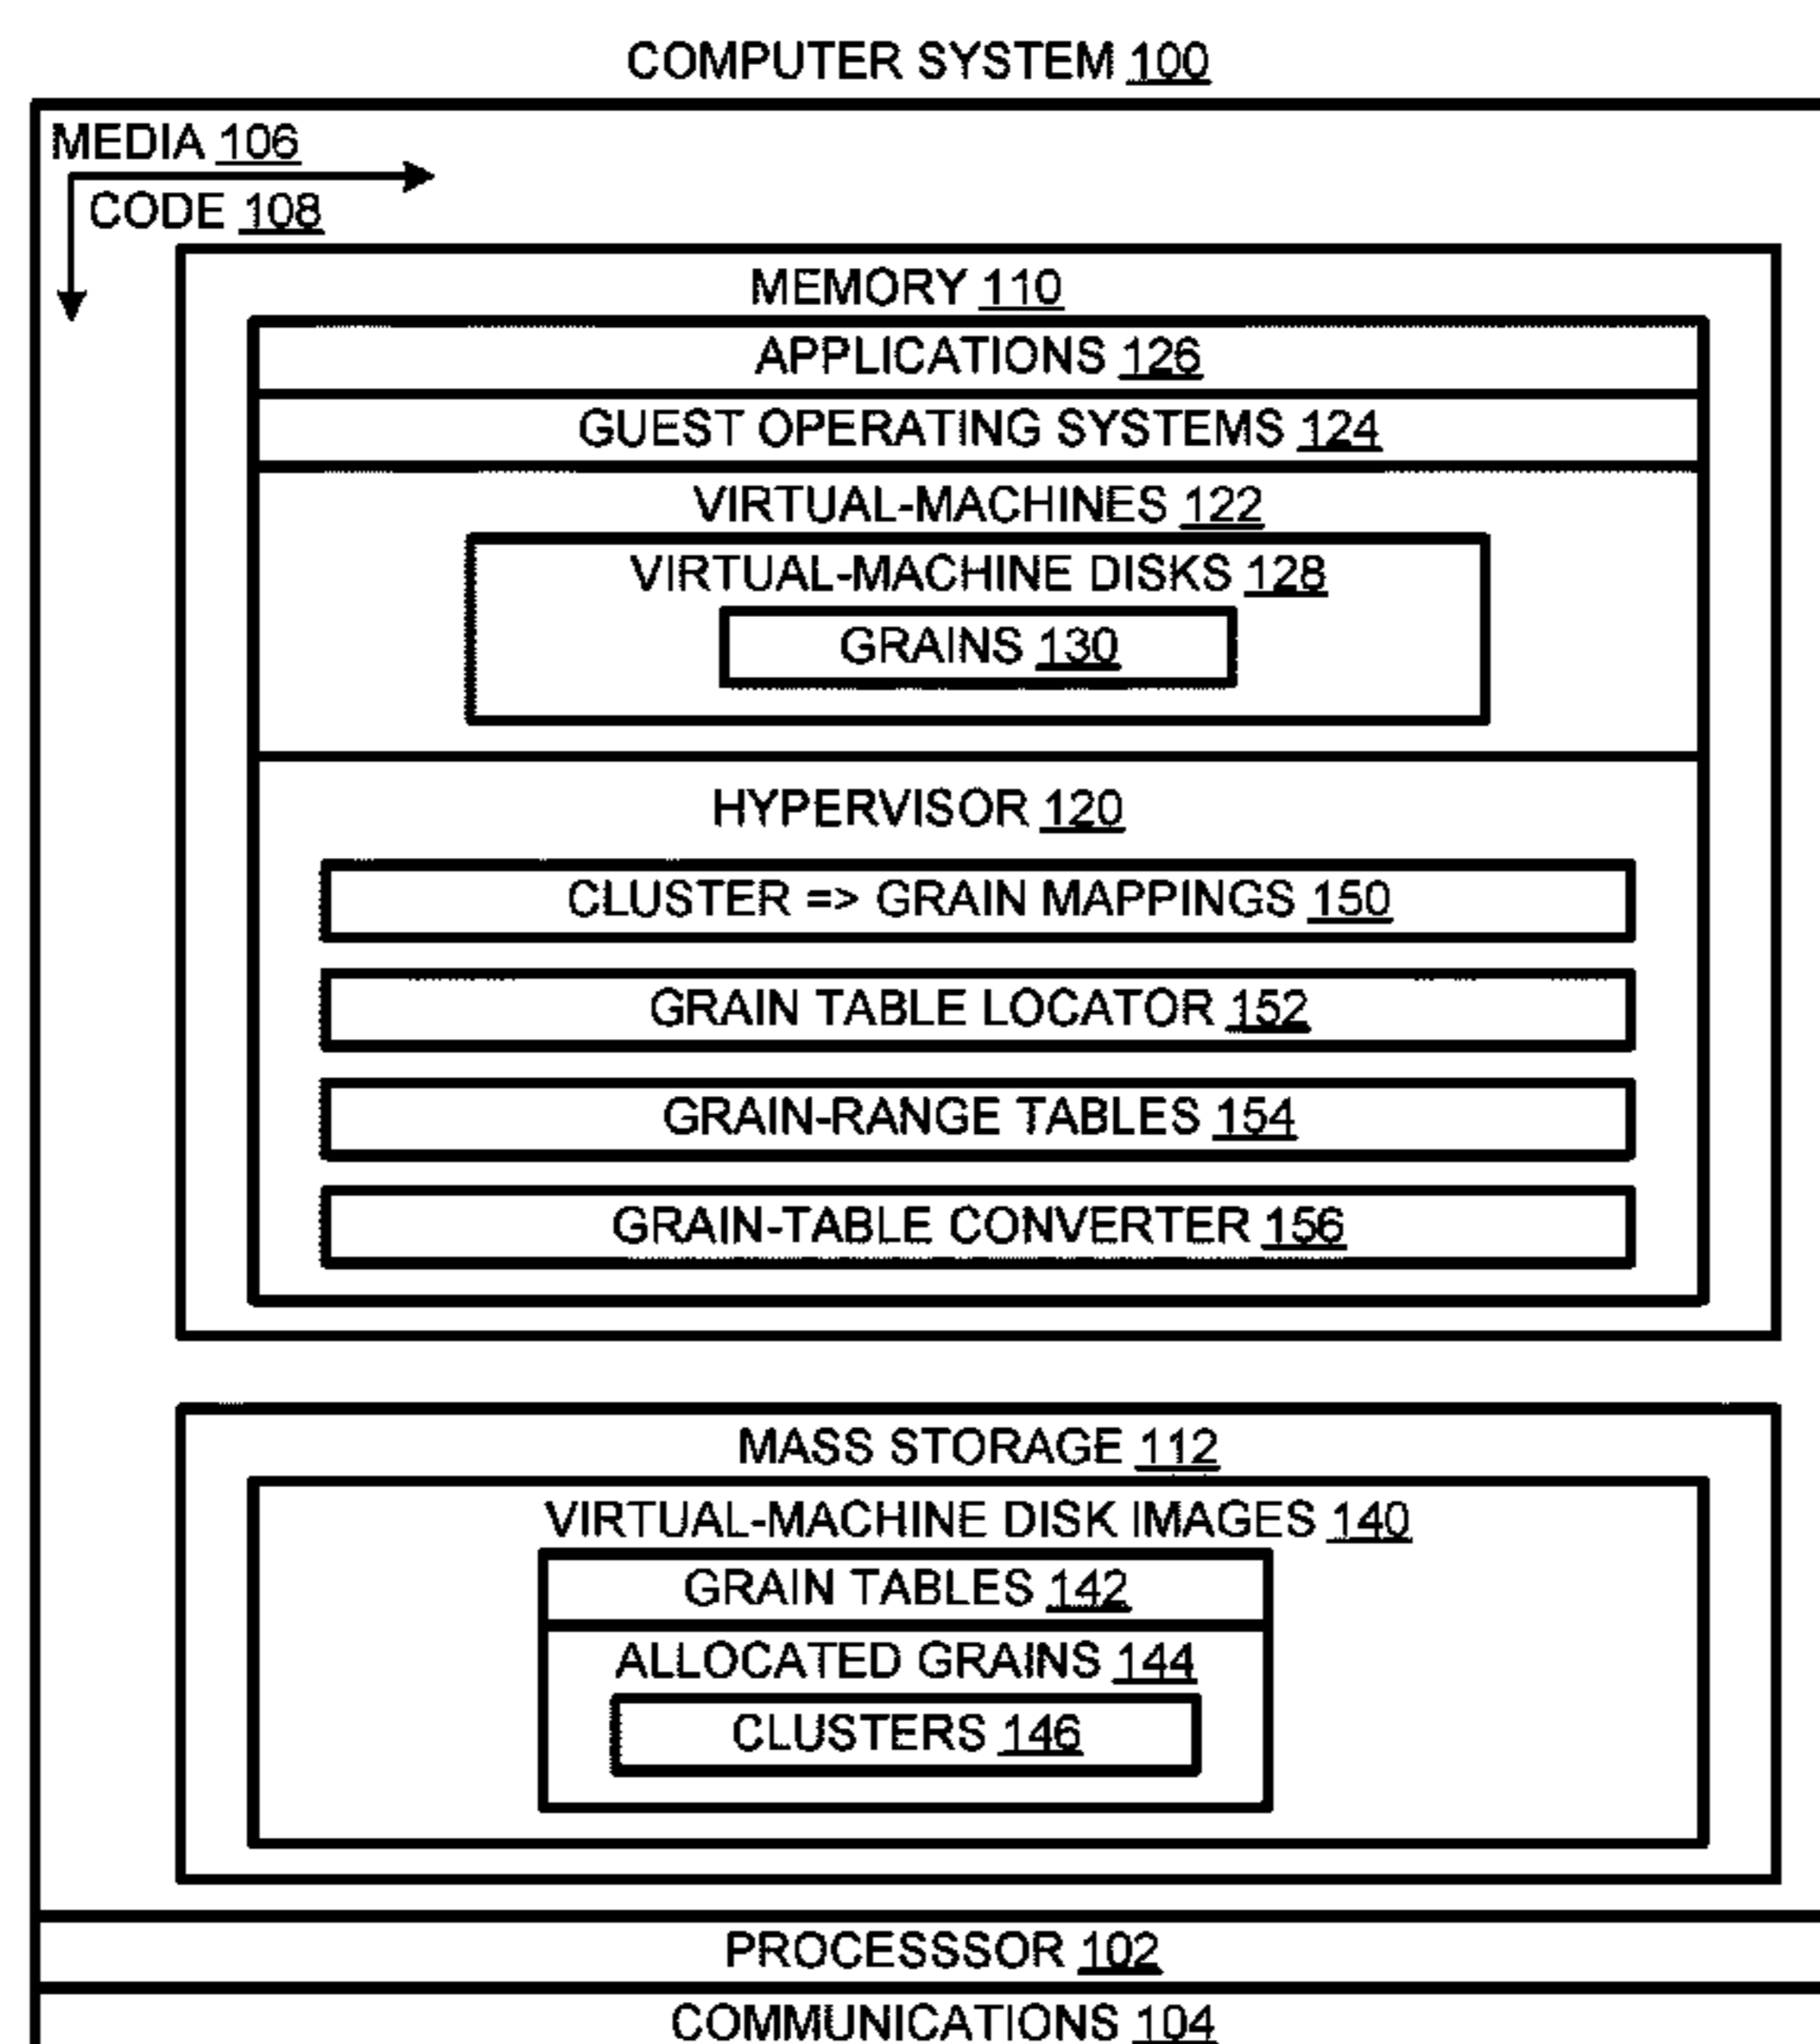 COMPUTER SYSTEM 100
MEDIA 106
CODE 108
MEMORY 110
APPLICATIONS 126
GUEST OPERATING SYSTEMS 124
VIRTUAL-MACHINES 122
VIRTUAL-MACHINE DISKS 128
GRAINS 130
HYPERVISOR 120
CLUSTER => GRAIN MAPPINGS 150
GRAIN TABLE LOCATOR 152
GRAIN-RANGE TABLES 154
GRAIN-TABLE CONVERTER 156
MASS STORAGE 112
VIRTUAL-MACHINE DISK IMAGES 140
GRAIN TABLES 142
ALLOCATED GRAINS 144
CLUSTERS 146
PROCESSSOR 102
COMMUNICATIONS 104